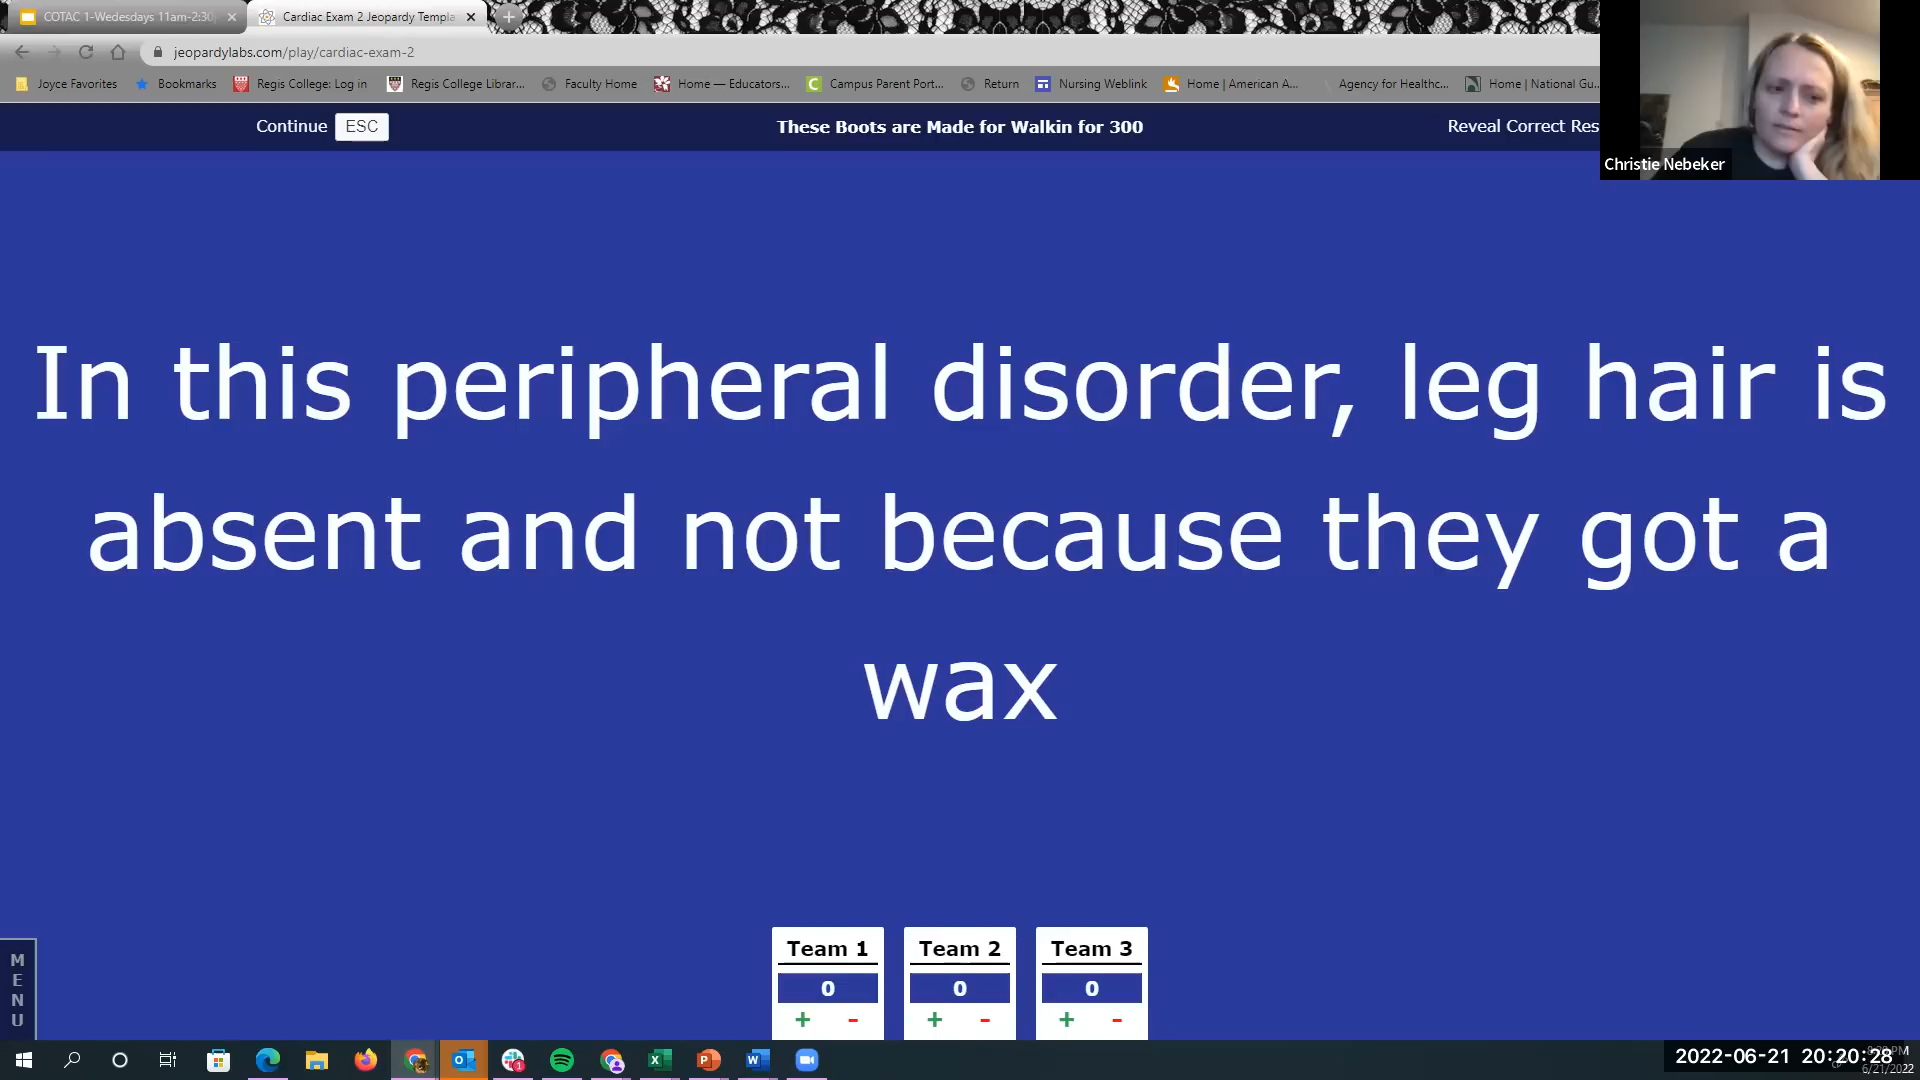 COTAC 1-Wedesdays 11am-2:30
Cardiac Exam 2 Jeopardy Templa
jeopardylabs.com/play/cardiac-exam-2
Joyce Favorites
Bookmarks
Regis College: Log in
Regis College Librar...
Faculty Home
Home — Educators...
Campus Parent Port...
Return
Nursing Weblink
Home | American A...
Agency for Healthc...
Home | National Gu...
Continue ESC
These Boots are Made for Walkin for 300
Reveal Correct Res
Christie Nebeker
In this peripheral disorder, leg hair is
absent and not because they got a
wax
MENU
Team 1
0
+ -
Team 2
0
+ -
Team 3
0
+ -
2022-06-21 20:20:28
6/21/2022